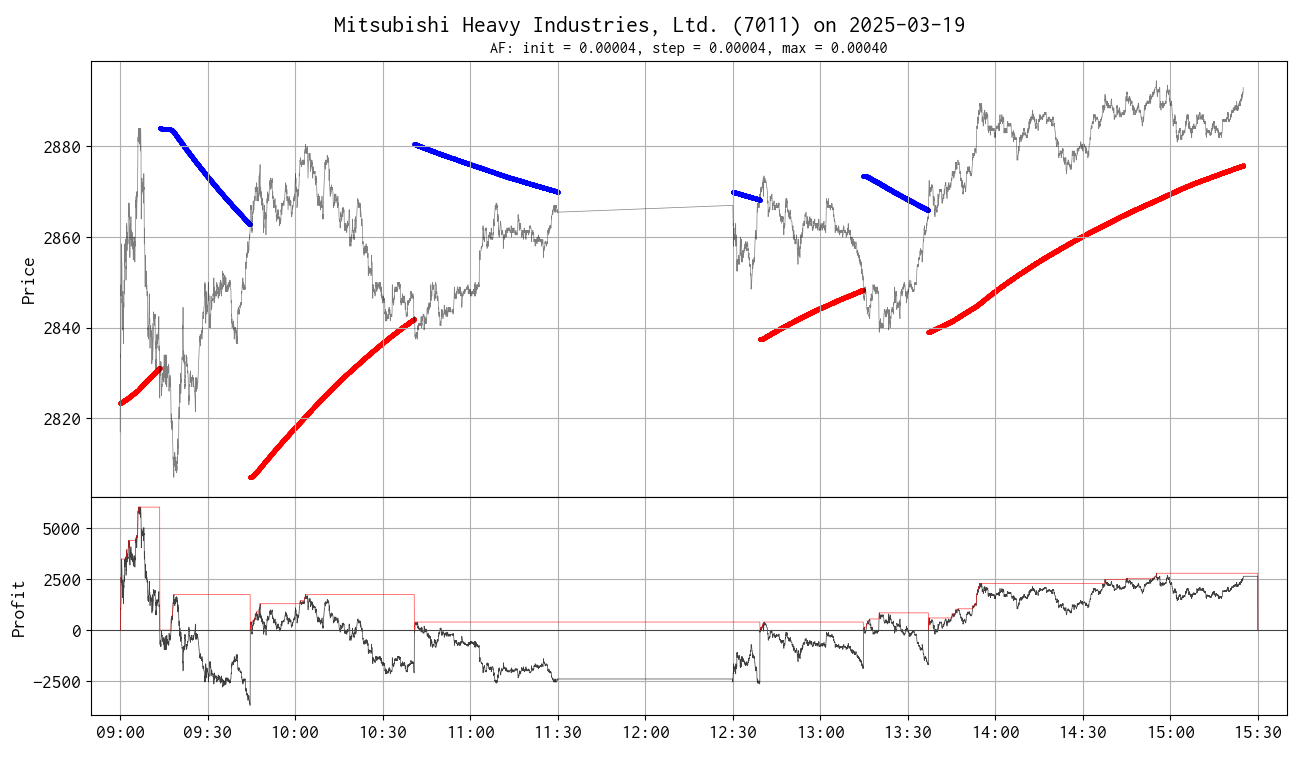 Mitsubishi Heavy Industries, Ltd. (7011) on 2025-03-19
AF: init = 0.00004, step = 0.00004, max = 0.00040
Price
2880
2860
2840
2820
Profit
5000
2500
0
−2500
09:00 09:30 10:00 10:30 11:00 11:30 12:00 12:30 13:00 13:30 14:00 14:30 15:00 15:30